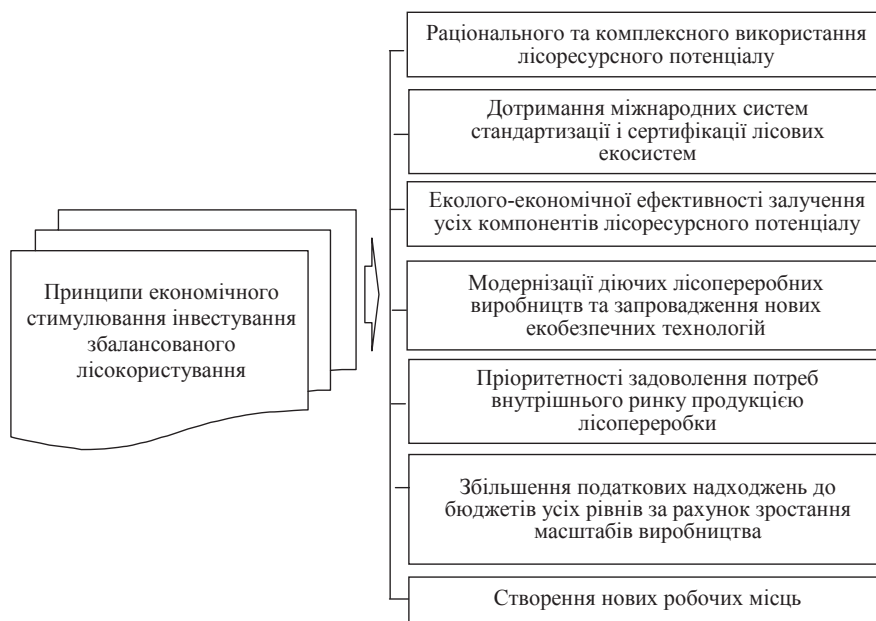 Раціонального та комплексного використання
лісоресурсного потенціалу
Дотримання міжнародних систем
стандартизації і сертифікації лісових
екосистем
Еколого-економічної ефективності залучення
усіх компонентів лісоресурсного потенціалу
Принципи економічного
стимулювання інвестування
збалансованого
лісокористування
Модернізації діючих лісопереробних
виробництв та запровадження нових
екобезпечних технологій
Пріоритетності задоволення потреб
внутрішнього ринку продукцією
лісопереробки
Збільшення податкових надходжень до
бюджетів усіх рівнів за рахунок зростання
масштабів виробництва
Створення нових робочих місць